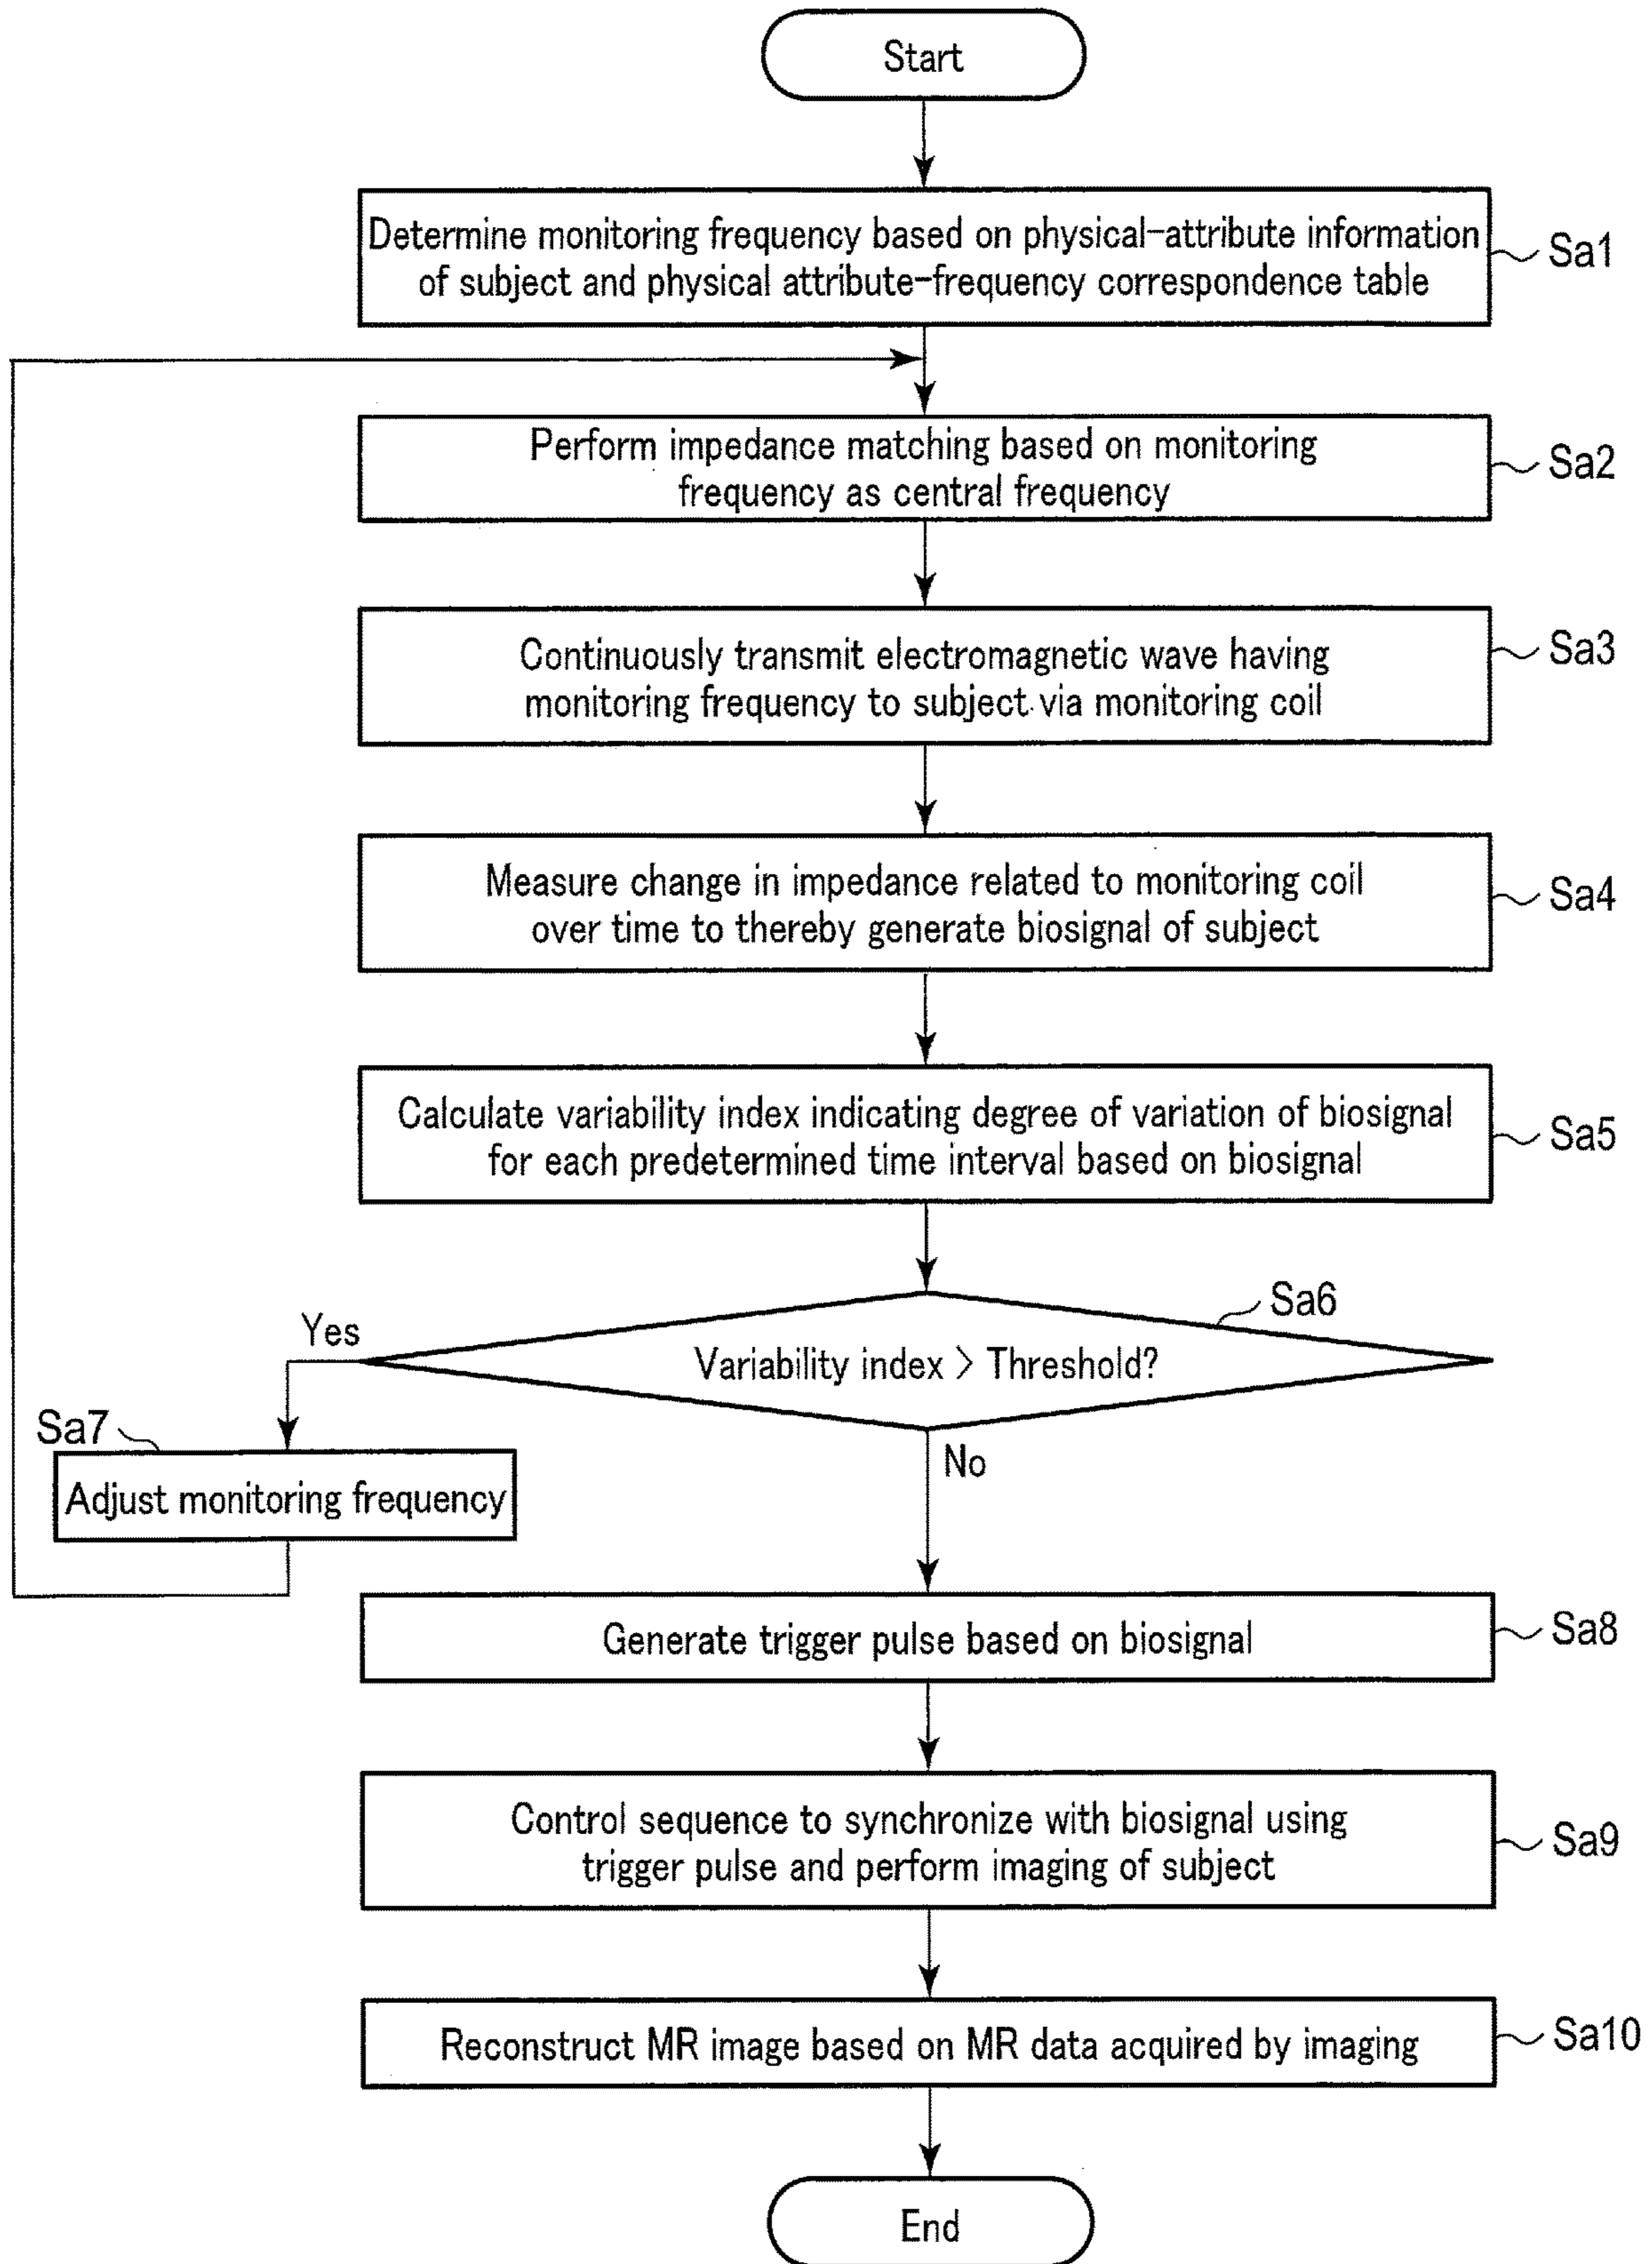 Start
Determine monitoring frequency based on physical-attribute information
of subject and physical attribute-frequency correspondence table
Sa1
Perform impedance matching based on monitoring
frequency as central frequency
Sa2
Continuously transmit electromagnetic wave having
monitoring frequency to subject via monitoring coil
Sa3
Measure change in impedance related to monitoring coil
over time to thereby generate biosignal of subject
Sa4
Calculate variability index indicating degree of variation of biosignal
for each predetermined time interval based on biosignal
Sa5
Sa6
Yes
Variability index > Threshold?
Sa7
No
Adjust monitoring frequency
Generate trigger pulse based on biosignal
Sa8
Control sequence to synchronize with biosignal using
trigger pulse and perform imaging of subject
Sa9
Reconstruct MR image based on MR data acquired by imaging
Sa10
End